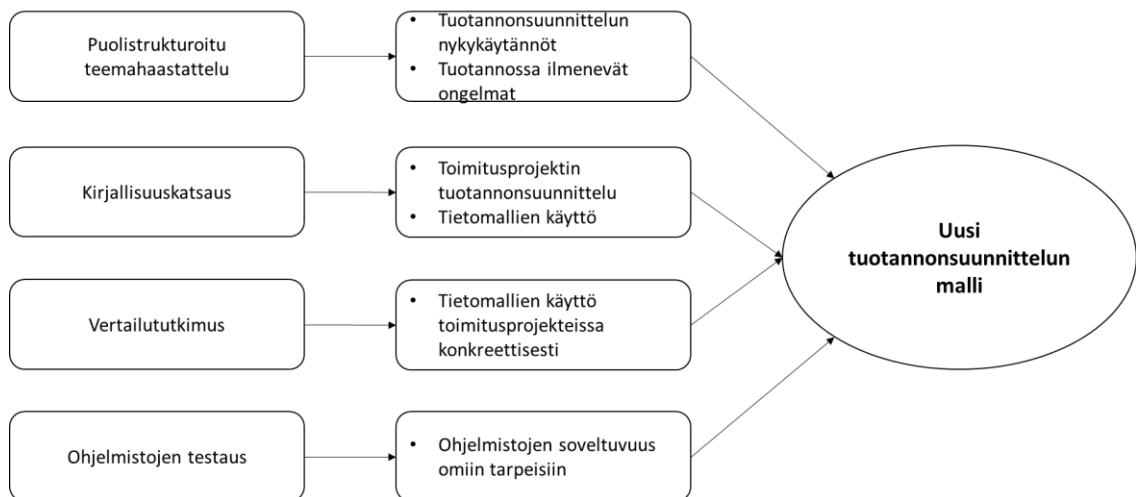 Puolistrukturoitu
teemahaastattelu
• Tuotannonsuunnittelun
nykykäytännöt
• Tuotannossa ilmenevät
ongelmat
Kirjallisuuskatsaus
• Toimitusprojektin
tuotannonsuunnittelu
• Tietomallien käyttö
Vertailututkimus
• Tietomallien käyttö
toimitusprojekteissa
konkreettisesti
Ohjelmistojen testaus
• Ohjelmistojen soveltuvuus
omiin tarpeisiin
Uusi
tuotannonsuunnittelun
malli